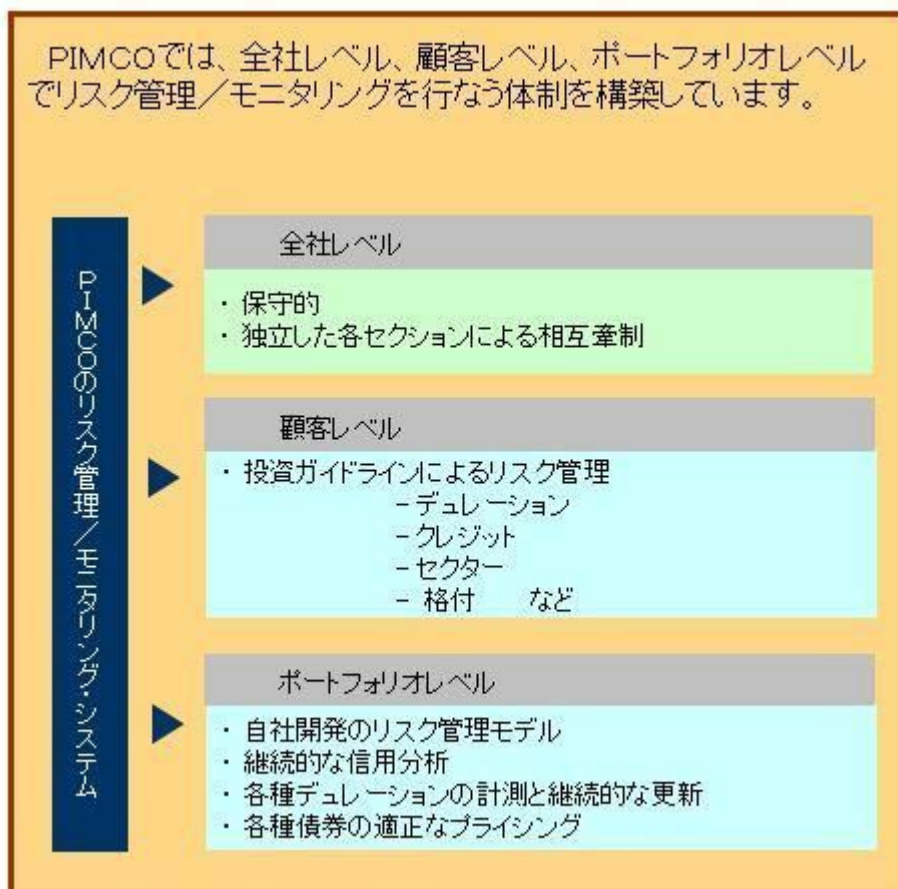 PIMCOでは、全社レベル、顧客レベル、ポートフォリオレベル
でリスク管理／モニタリングを行なう体制を構築しています。
PIMCOのリスク管理／モニタリング・システム
全社レベル
・保守的
・独立した各セクションによる相互牽制
顧客レベル
・投資ガイドラインによるリスク管理
－デュレーション
－クレジット
－セクター
－ 格付　　など
ポートフォリオレベル
・自社開発のリスク管理モデル
・継続的な信用分析
・各種デュレーションの計測と継続的な更新
・各種債券の適正なプライシング